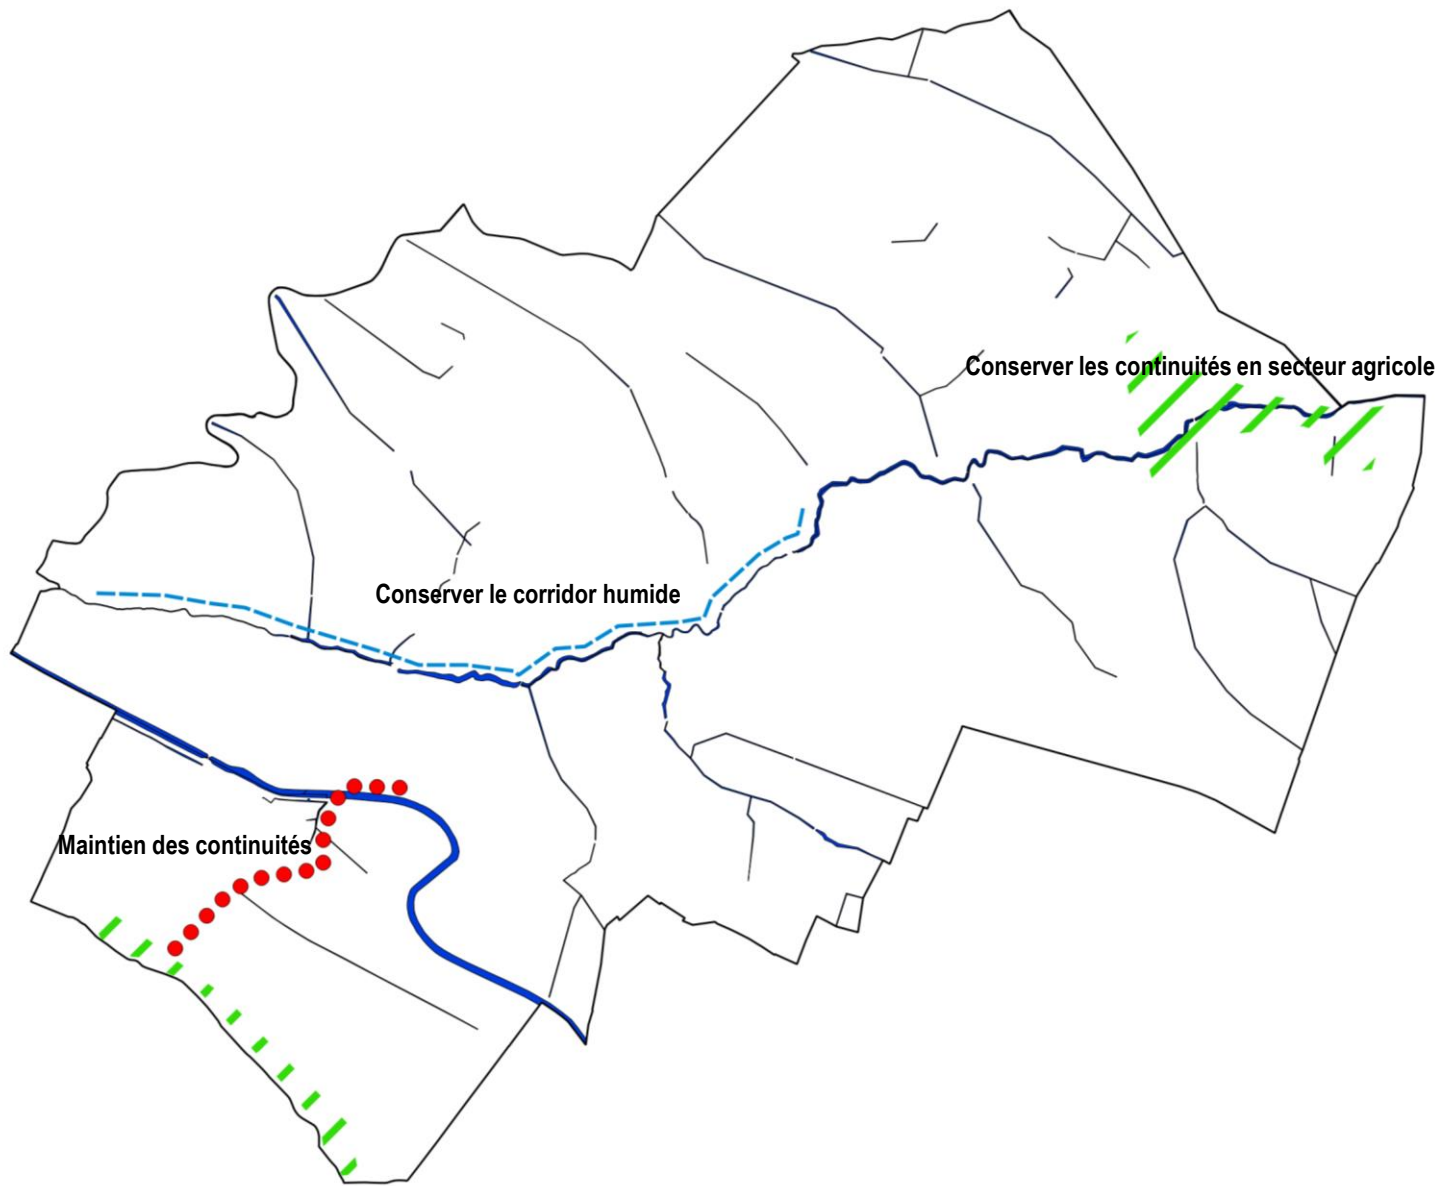 Conserver les continuités en secteur agricole
Conserver le corridor humide
Maintien des continuités